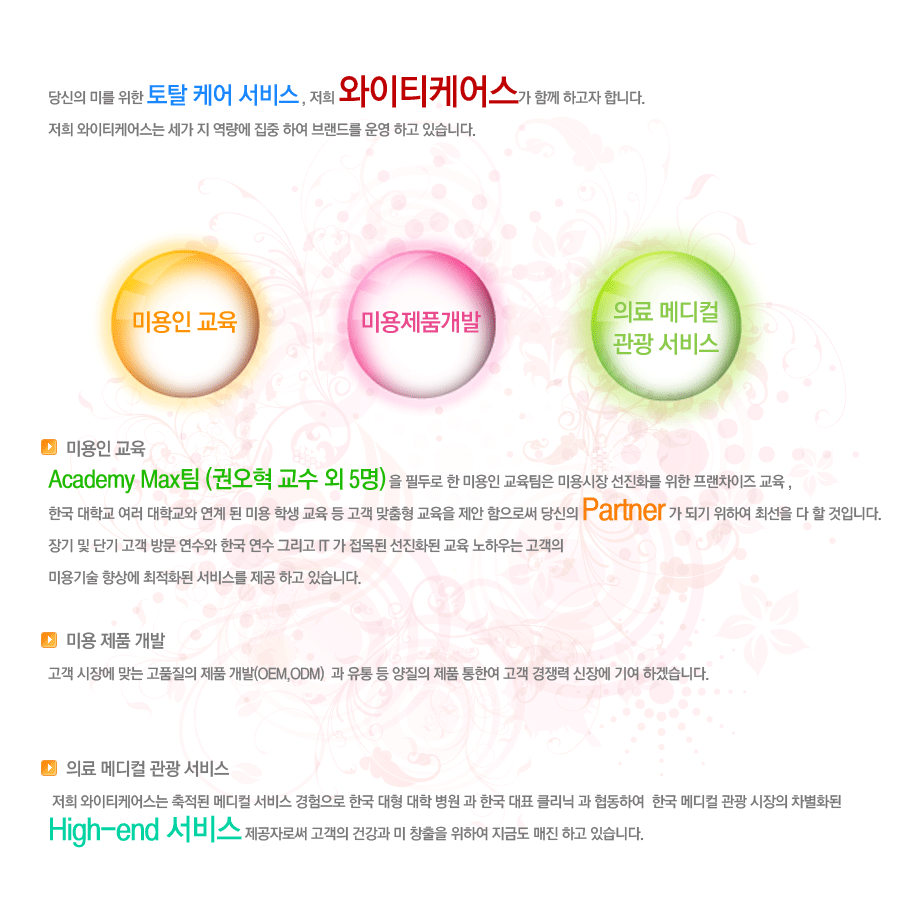 당신의 미를 위한 토탈 케어 서비스, 저희 와이티케어스가 함께 하고자 합니다.
저희 와이티케어스는 세가 지 역량에 집중 하여 브랜드를 운영 하고 있습니다.
미용인 교육
미용제품개발
의료 메디컬
관광 서비스
미용인 교육
Academy Max팀 (권오혁 교수 외 5명)을 필두로 한 미용인 교육팀은 미용시장 선진화를 위한 프랜차이즈 교육 ,
한국 대학교 여러 대학교와 연계 된 미용 학생 교육 등 고객 맞춤형 교육을 제안 함으로써 당신의 Partner 가 되기 위하여 최선을 다 할 것입니다.
장기 및 단기 고객 방문 연수와 한국 연수 그리고 IT 가 접목된 선진화된 교육 노하우는 고객의
미용기술 향상에 최적화된 서비스를 제공 하고 있습니다.
미용 제품 개발
고객 시장에 맞는 고품질의 제품 개발(OEM,ODM) 과 유통 등 양질의 제품 통한여 고객 경쟁력 신장에 기여 하겠습니다.
의료 메디컬 관광 서비스
저희 와이티케어스는 축적된 메디컬 서비스 경험으로 한국 대형 대학 병원 과 한국 대표 클리닉 과 협동하여 한국 메디컬 관광 시장의 차별화된
High-end 서비스 제공자로써 고객의 건강과 미 창출을 위하여 지금도 매진 하고 있습니다.